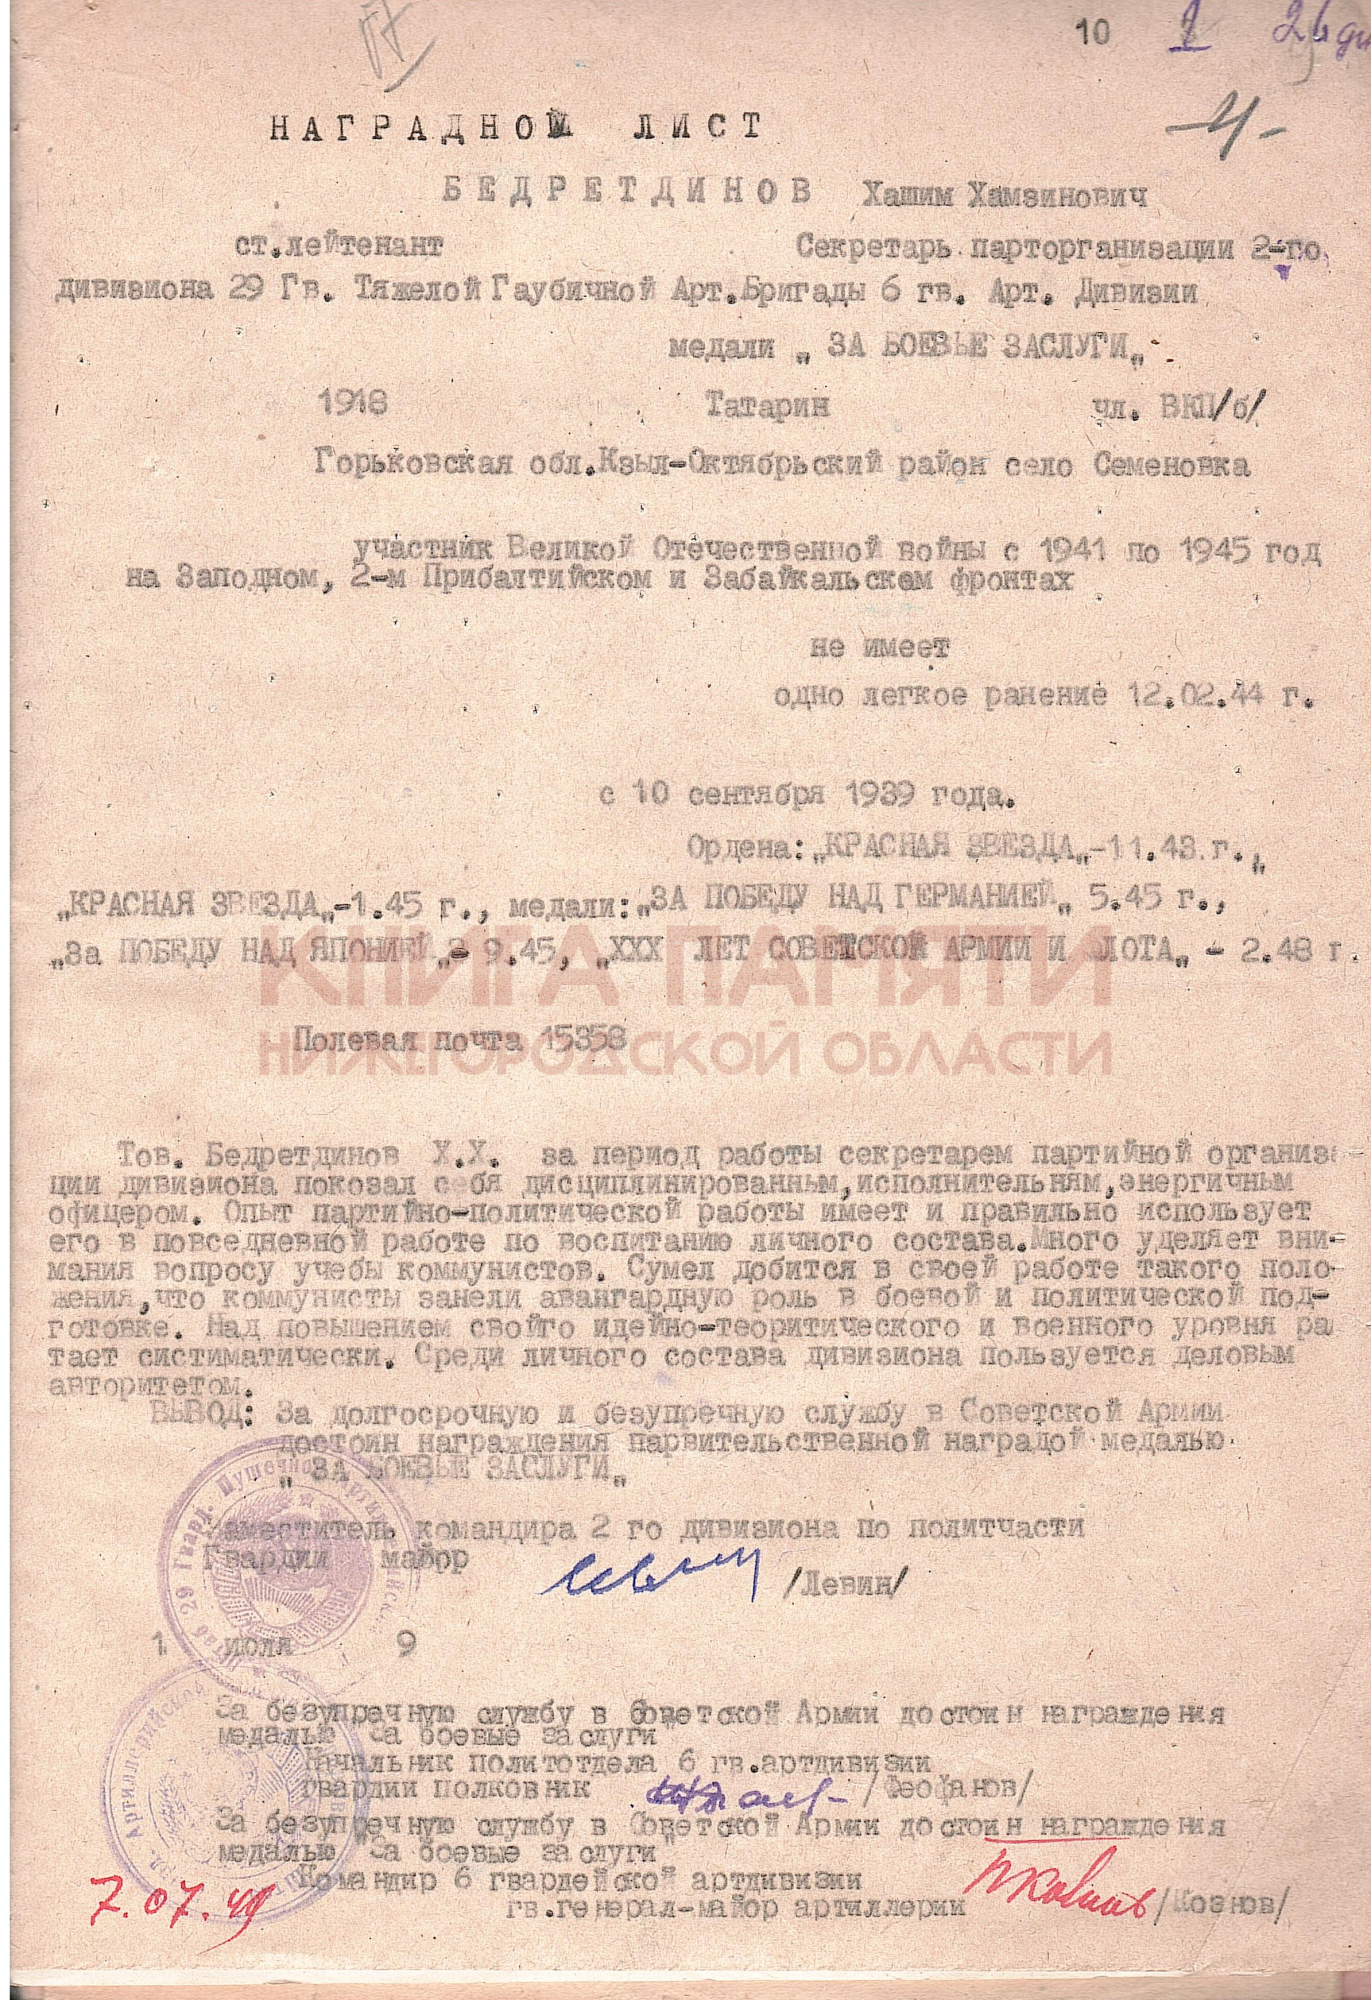 10 1
-4-
НАГРАДНОЙ ЛИСТ
БЕДРЕТДИНОВ Хашим Хамзинович
ст.лейтенант Секретарь парторганизации 2-го
дивизиона 29 Гв. Тяжелой Гаубичной Арт.Бригады 6 гв. Арт. Дивизии
медали „ ЗА БОЕВЫЕ ЗАСЛУГИ„
1918 Татарин чл. ВКП/б/
Горьковская обл.Кзыл-Октябрьский район село Семеновка
участник Великой Отечественной войны с 1941 по 1945 год
на Западном, 2-м Прибалтийском и Забайкальском фронтах
не имеет
одно легкое ранение 12.02.44 г.
с 10 сентября 1939 года.
Ордена:„КРАСНАЯ ЗВЕЗДА„-11.43 г.,„
„КРАСНАЯ ЗВЕЗДА„-1.45 г., медали:„ЗА ПОБЕДУ НАД ГЕРМАНИЕЙ„ 5.45 г.,
„За ПОБЕДУ НАД ЯПОНИЕЙ„- 9.45, „ХХХ ЛЕТ СОВЕТСКОЙ АРМИИ И ФЛОТА„ - 2.48 г.
КНИГА ПАМЯТИ
Полевая почта 15358
НИЖЕГОРОДСКОЙ ОБЛАСТИ
Тов. Бедретдинов Х.Х. за период работы секретарем партийной организа
ции дивизиона показал себя дисциплинированным,исполнительным,энергичным
офицером. Опыт партийно-политической работы имеет и правильно использует
его в повседневной работе по воспитанию личного состава.Много уделяет вни-
мания вопросу учебы коммунистов. Сумел добится в своей работе такого поло-
жения,что коммунисты занели авангардную роль в боевой и политической под-
готовке. Над повышением свойго идейно-теоритического и военного уровня ра
тает систиматически. Среди личного состава дивизиона пользуется деловым
авторитетом.
ВЫВОД: За долгосрочную и безупречную службу в Советской Армии
достоин награждения парвительственной наградой медалью
„ ЗА БОЕВЫЕ ЗАСЛУГИ„
Заместитель командира 2 го дивизиона по политчасти
Гвардии майор /Левин/
1 июля 9
За безупречную службу в Советской Армии достоин награждения
медалью "За боевые заслуги"
Начальник политотдела 6 гв.артдивизии
гвардии полковник /Феофанов/
За безупречную службу в Советской Армии достоин награждения
медалью "За боевые заслуги"
Командир 6 гвардейской артдивизии
гв.генерал-майор артиллерии /Кознов/
7.07.49